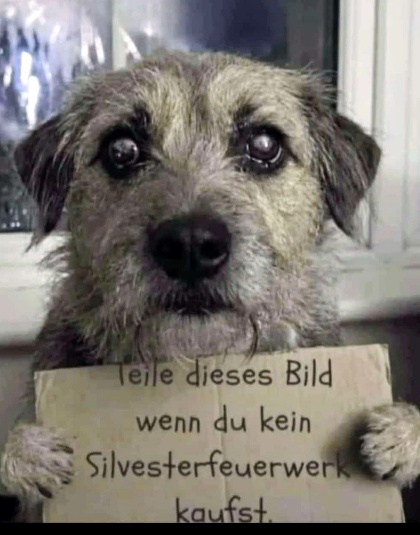 Teile dieses Bild
wenn du kein
Silvesterfeuerwerk
kaufst.